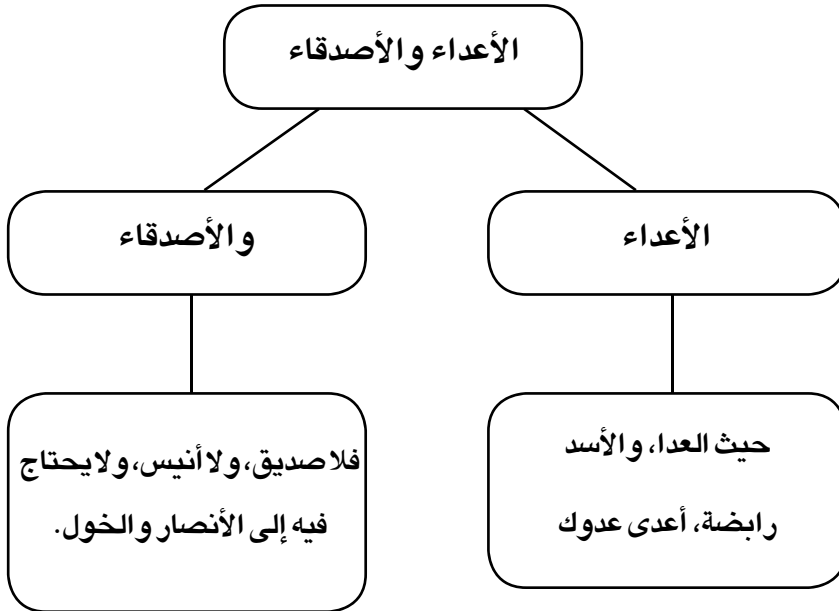 الأعداء والأصدقاء
الأعداء
والأصدقاء
حيث العدا، والأسد
رابضة، أعدى عدوك
فلا صديق، ولا أنيس، ولا يحتاج
فيه إلى الأنصار والخول.